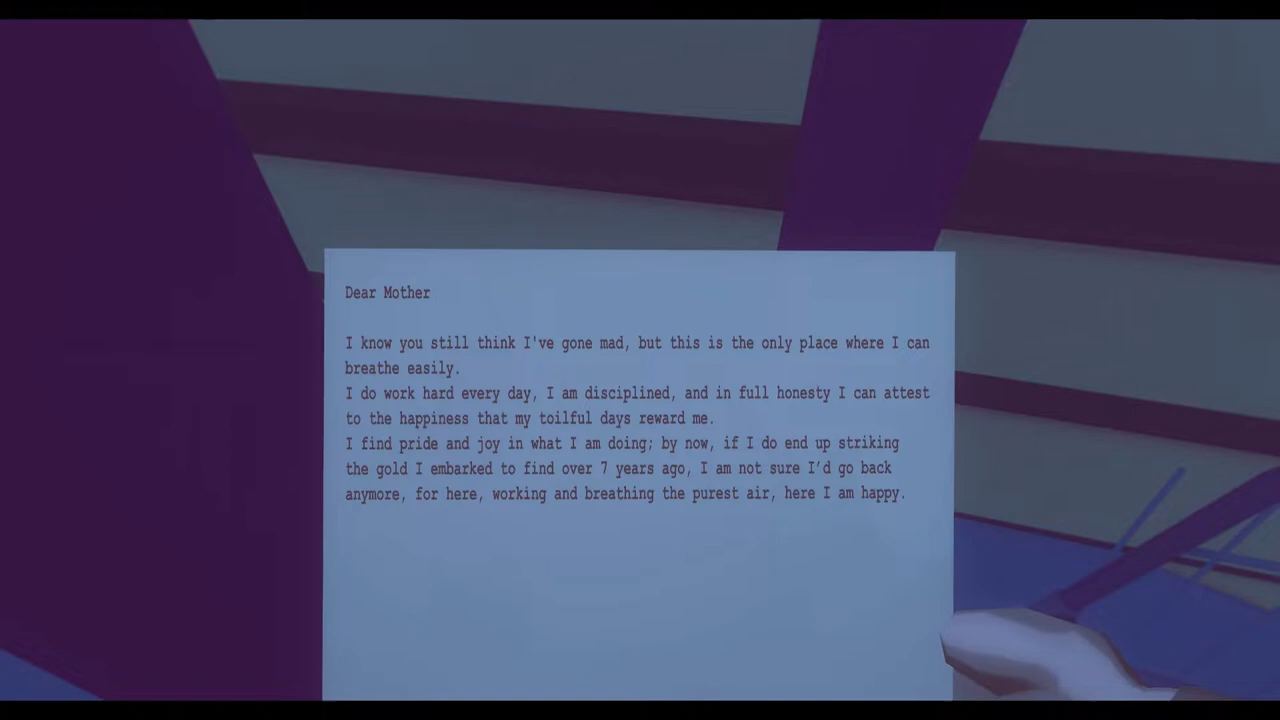 Dear Mother
I know you still think I've gone mad, but this is the only place where I can
breathe easily.
I do work hard every day, I am disciplined, and in full honesty I can attest
to the happiness that my toilful days reward me.
I find pride and joy in what I am doing; by now, if I do end up striking
the gold I embarked to find over 7 years ago, I am not sure I’d go back
anymore, for here, working and breathing the purest air, here I am happy.